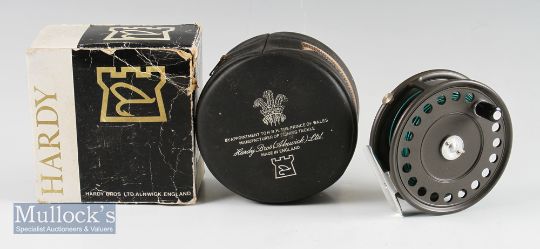 HARDY
HARDY BROS LTD. ALNWICK, ENGLAND
BY APPOINTMENT TO H.R.H. THE PRINCE OF WALES
MANUFACTURERS OF FISHING TACKLE
Hardy Bros (Alnwick) Ltd
MADE IN ENGLAND
Mullock's
Specialist Auctioneers & Valuers